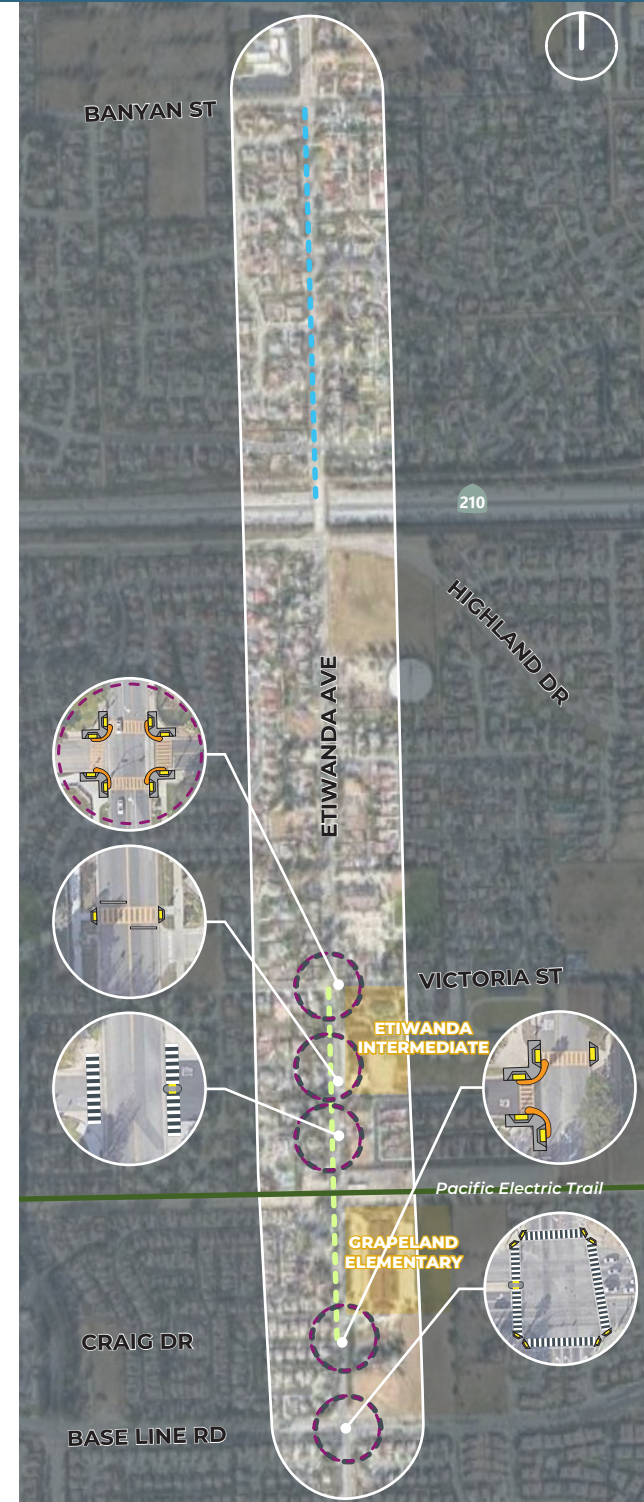 BANYAN ST
210
HIGHLAND DR
ETIWANDA AVE
VICTORIA ST
ETIWANDA
INTERMEDIATE
Pacific Electric Trail
GRAPELAND
ELEMENTARY
CRAIG DR
BASE LINE RD